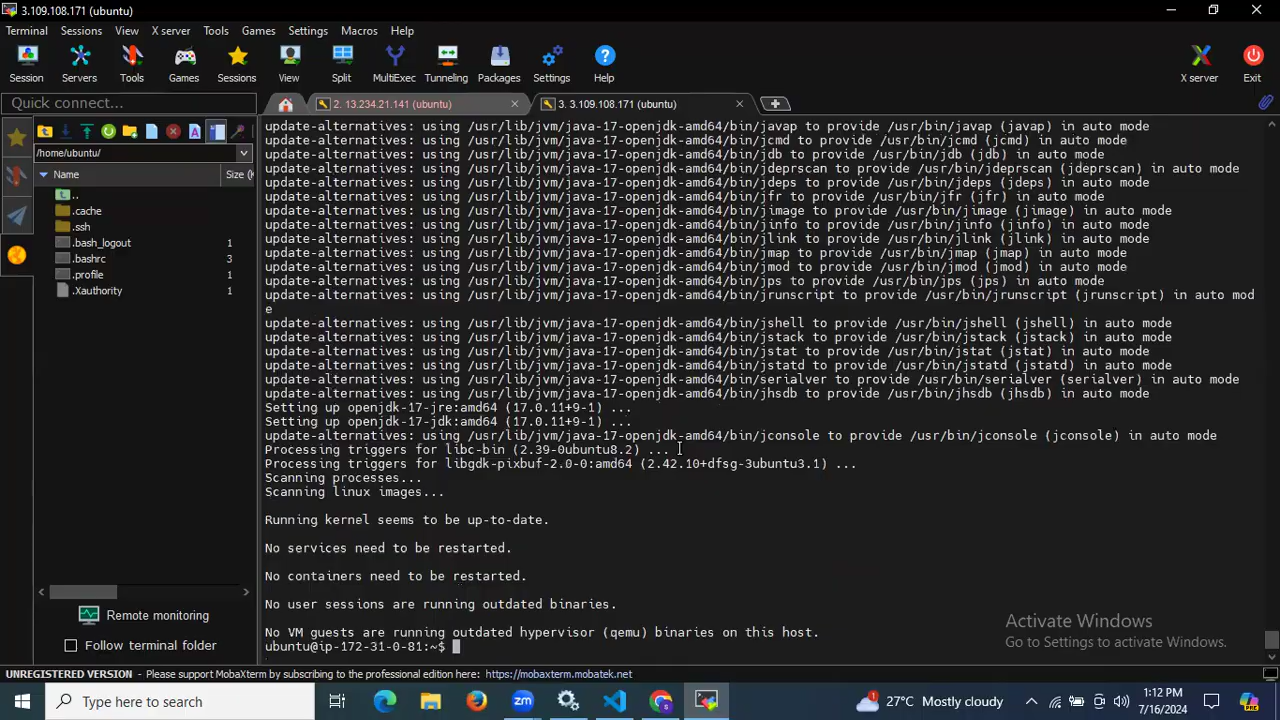 3.109.108.171 (ubuntu)
Terminal Sessions View X server Tools Games Settings Macros Help
Session Servers Tools Games Sessions View Split MultiExec Tunneling Packages Settings Help X server Exit
Quick connect...
2. 13.234.21.141 (ubuntu)
3. 3.109.108.171 (ubuntu)
/home/ubuntu/
Name Size (K
..
.cache
.ssh
.bash_logout 1
.bashrc 3
.profile 1
.Xauthority 1
Remote monitoring
Follow terminal folder
update-alternatives: using /usr/lib/jvm/java-17-openjdk-amd64/bin/javap to provide /usr/bin/javap (javap) in auto mode
update-alternatives: using /usr/lib/jvm/java-17-openjdk-amd64/bin/jcmd to provide /usr/bin/jcmd (jcmd) in auto mode
update-alternatives: using /usr/lib/jvm/java-17-openjdk-amd64/bin/jdb to provide /usr/bin/jdb (jdb) in auto mode
update-alternatives: using /usr/lib/jvm/java-17-openjdk-amd64/bin/jdeprscan to provide /usr/bin/jdeprscan (jdeprscan) in auto mode
update-alternatives: using /usr/lib/jvm/java-17-openjdk-amd64/bin/jdeps to provide /usr/bin/jdeps (jdeps) in auto mode
update-alternatives: using /usr/lib/jvm/java-17-openjdk-amd64/bin/jfr to provide /usr/bin/jfr (jfr) in auto mode
update-alternatives: using /usr/lib/jvm/java-17-openjdk-amd64/bin/jimage to provide /usr/bin/jimage (jimage) in auto mode
update-alternatives: using /usr/lib/jvm/java-17-openjdk-amd64/bin/jinfo to provide /usr/bin/jinfo (jinfo) in auto mode
update-alternatives: using /usr/lib/jvm/java-17-openjdk-amd64/bin/jlink to provide /usr/bin/jlink (jlink) in auto mode
update-alternatives: using /usr/lib/jvm/java-17-openjdk-amd64/bin/jmap to provide /usr/bin/jmap (jmap) in auto mode
update-alternatives: using /usr/lib/jvm/java-17-openjdk-amd64/bin/jmod to provide /usr/bin/jmod (jmod) in auto mode
update-alternatives: using /usr/lib/jvm/java-17-openjdk-amd64/bin/jps to provide /usr/bin/jps (jps) in auto mode
update-alternatives: using /usr/lib/jvm/java-17-openjdk-amd64/bin/jrunscript to provide /usr/bin/jrunscript (jrunscript) in auto mod
e
update-alternatives: using /usr/lib/jvm/java-17-openjdk-amd64/bin/jshell to provide /usr/bin/jshell (jshell) in auto mode
update-alternatives: using /usr/lib/jvm/java-17-openjdk-amd64/bin/jstack to provide /usr/bin/jstack (jstack) in auto mode
update-alternatives: using /usr/lib/jvm/java-17-openjdk-amd64/bin/jstat to provide /usr/bin/jstat (jstat) in auto mode
update-alternatives: using /usr/lib/jvm/java-17-openjdk-amd64/bin/jstatd to provide /usr/bin/jstatd (jstatd) in auto mode
update-alternatives: using /usr/lib/jvm/java-17-openjdk-amd64/bin/serialver to provide /usr/bin/serialver (serialver) in auto mode
update-alternatives: using /usr/lib/jvm/java-17-openjdk-amd64/bin/jhsdb to provide /usr/bin/jhsdb (jhsdb) in auto mode
Setting up openjdk-17-jre:amd64 (17.0.11+9-1) ...
Setting up openjdk-17-jdk:amd64 (17.0.11+9-1) ...
update-alternatives: using /usr/lib/jvm/java-17-openjdk-amd64/bin/jconsole to provide /usr/bin/jconsole (jconsole) in auto mode
Processing triggers for libc-bin (2.39-0ubuntu8.2) ...
Processing triggers for libgdk-pixbuf-2.0-0:amd64 (2.42.10+dfsg-3ubuntu3.1) ...
Scanning processes...
Scanning linux images...
Running kernel seems to be up-to-date.
No services need to be restarted.
No containers need to be restarted.
No user sessions are running outdated binaries.
No VM guests are running outdated hypervisor (qemu) binaries on this host.
ubuntu@ip-172-31-0-81:~$
Activate Windows
Go to Settings to activate Windows.
UNREGISTERED VERSION - Please support MobaXterm by subscribing to the professional edition here: https://mobaxterm.mobatek.net
Type here to search
zm
27°C Mostly cloudy
1:12 PM
7/16/2024
PRE